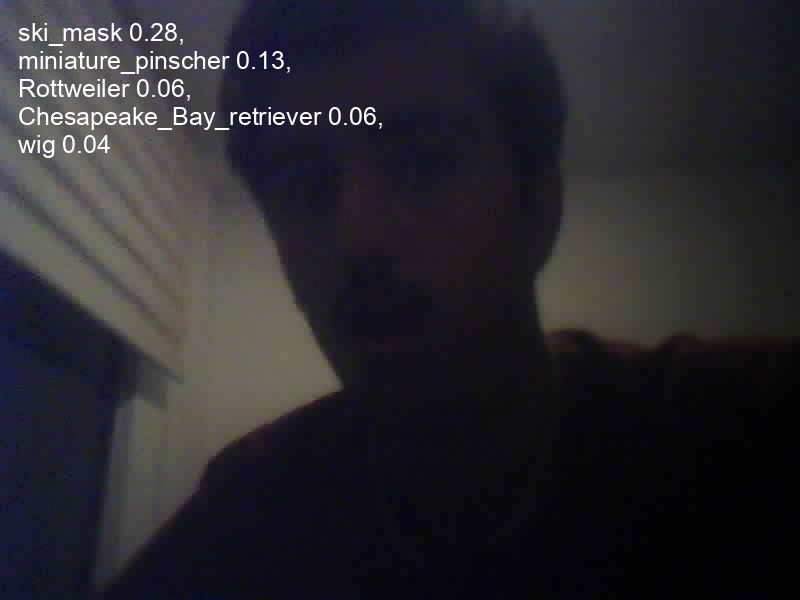 ski_mask 0.28,
miniature_pinscher 0.13,
Rottweiler 0.06,
Chesapeake_Bay_retriever 0.06,
wig 0.04